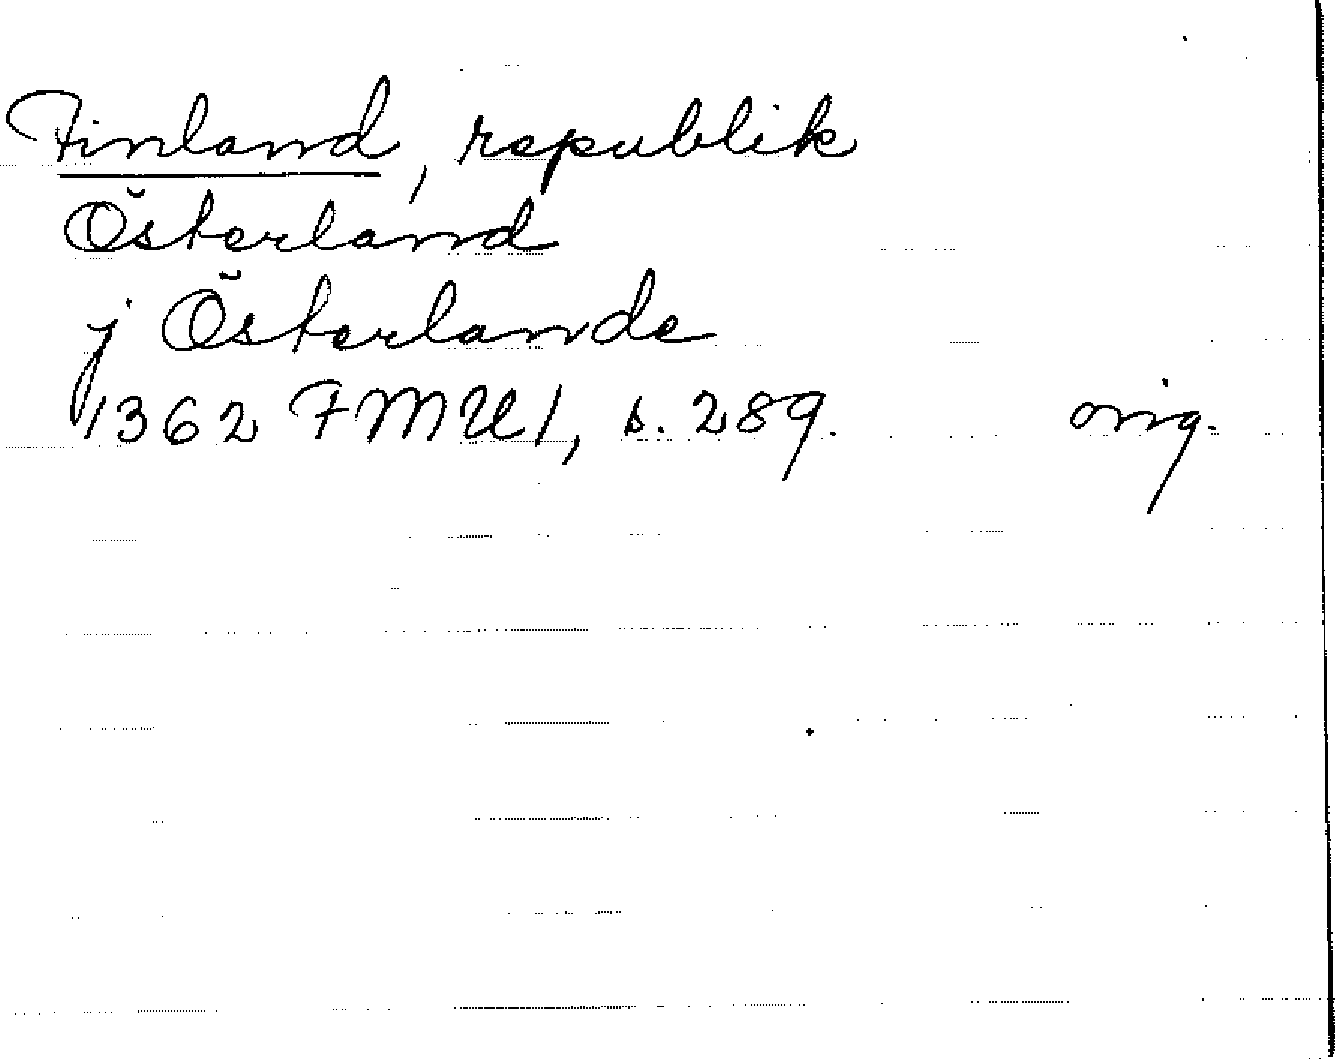 Finland, republik
Österland
j Österlande
1362 FMU 1, s. 289. orig.